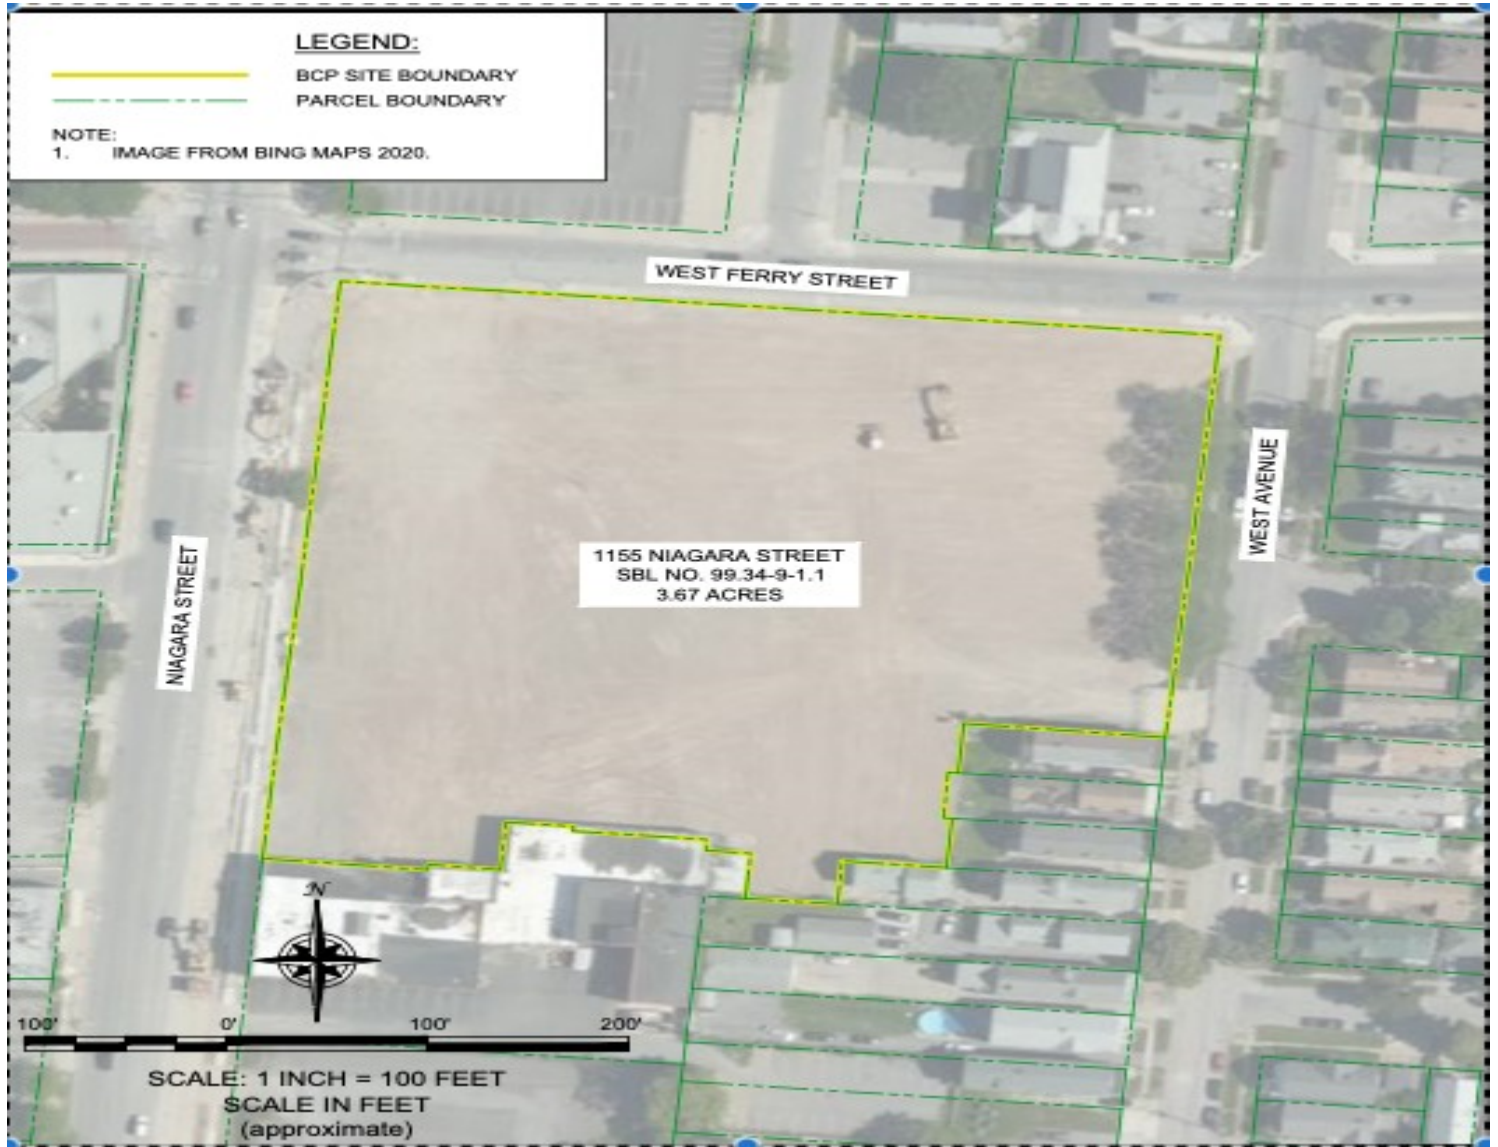 LEGEND:
BCP SITE BOUNDARY
PARCEL BOUNDARY
NOTE:
1. IMAGE FROM BING MAPS 2020.
WEST FERRY STREET
WEST AVENUE
1155 NIAGARA STREET
SBL NO. 99.34-9-1.1
3.67 ACRES
NIAGARA STREET
N
100' 0' 100' 200'
SCALE: 1 INCH = 100 FEET
SCALE IN FEET
(approximate)